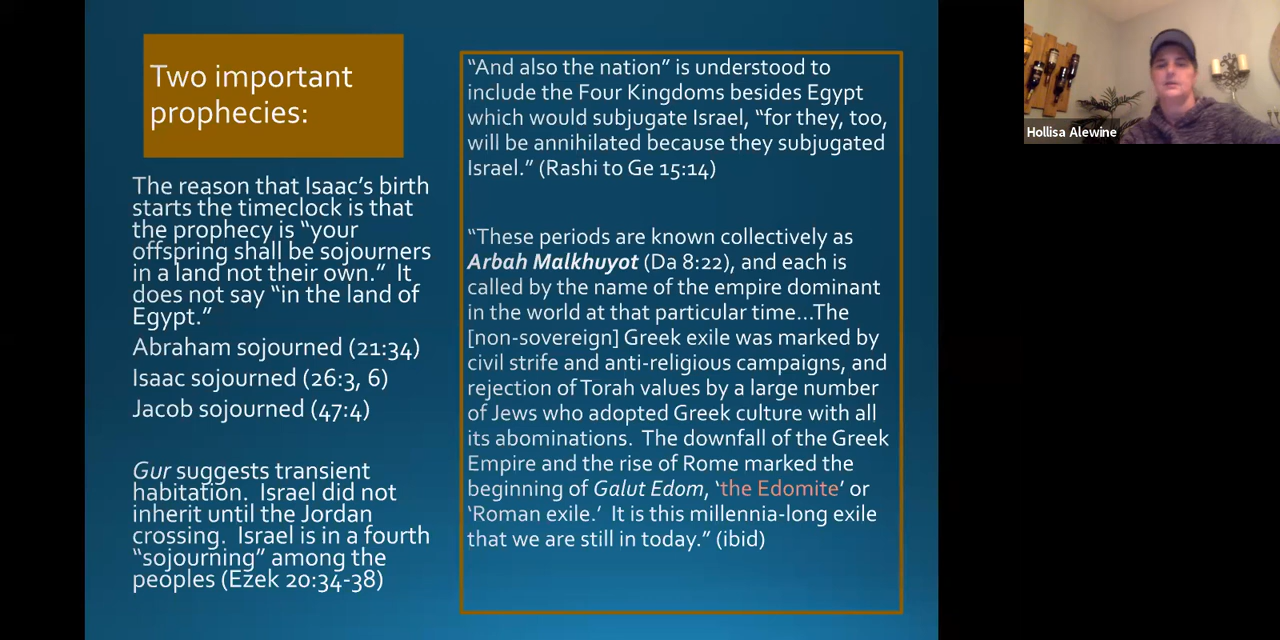 Two important
prophecies:
The reason that Isaac's birth
starts the timeclock is that
the prophecy is "your
offspring shall be sojourners
in a land not their own." It
does not say "in the land of
Egypt."
Abraham sojourned (21:34)
Isaac sojourned (26:3, 6)
Jacob sojourned (47:4)
Gur suggests transient
habitation. Israel did not
inherit until the Jordan
crossing. Israel is in a fourth
"sojourning" among the
peoples (Ezek 20:34-38)
"And also the nation" is understood to
include the Four Kingdoms besides Egypt
which would subjugate Israel, "for they, too,
will be annihilated because they subjugated
Israel." (Rashi to Ge 15:14)
"These periods are known collectively as
Arbah Malkhuyot (Da 8:22), and each is
called by the name of the empire dominant
in the world at that particular time...The
[non-sovereign] Greek exile was marked by
civil strife and anti-religious campaigns, and
rejection of Torah values by a large number
of Jews who adopted Greek culture with all
its abominations. The downfall of the Greek
Empire and the rise of Rome marked the
beginning of Galut Edom, 'the Edomite' or
'Roman exile.' It is this millennia-long exile
that we are still in today." (ibid)
Hollisa Alewine